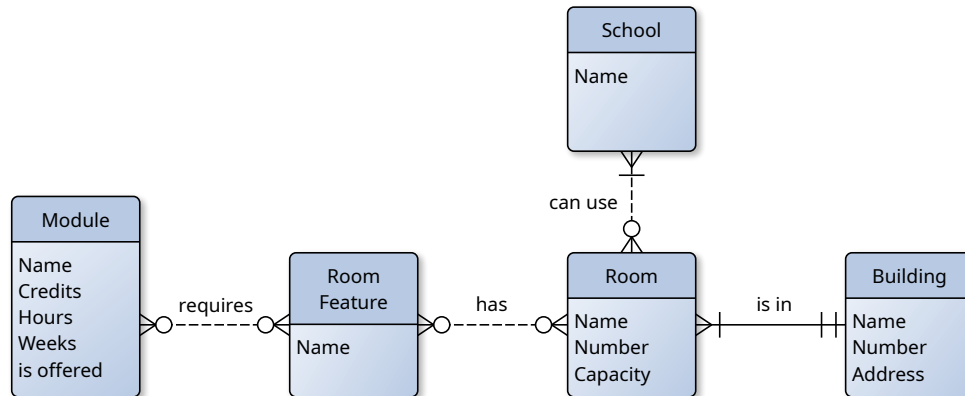 School
Name
can use
Module
Name
Credits
Hours
Weeks
is offered
requires
Room
Feature
Name
has
Room
Name
Number
Capacity
is in
Building
Name
Number
Address